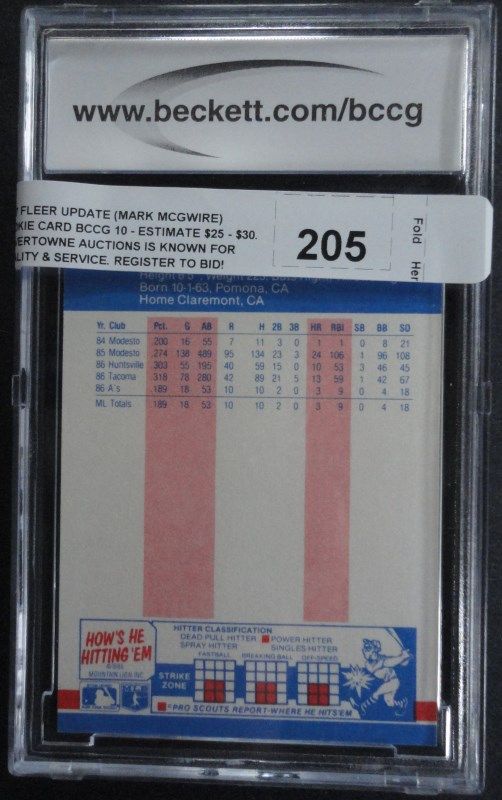 www.beckett.com/bccg
FLEER UPDATE (MARK MCGWIRE)
CARD BCCG 10 - ESTIMATE $25 - $30.
AUCTIONS IS KNOWN FOR
& SERVICE. REGISTER TO BID!
205
Fold Her
Born 10-1-63, Pomona, CA
Home Claremont, CA
Yr. Club Pct. G AB R H 2B 3B HR RBI SB BB SO
84 Modesto .200 16 55 7 11 3 0 1 1 0 8 21
85 Modesto .274 138 489 95 134 23 3 24 106 1 96 108
86 Huntsville .303 55 195 40 59 15 0 10 53 3 46 45
86 Tacoma .318 78 280 42 89 21 5 13 59 1 42 67
86 A's .189 18 53 10 10 2 0 3 9 0 4 18
ML Totals .189 18 53 10 10 2 0 3 9 0 4 18
HOW'S HE
HITTING 'EM
MOUNTAIN LION INC.
HITTER CLASSIFICATION
DEAD PULL HITTER POWER HITTER
SPRAY HITTER SINGLES HITTER
FASTBALL BREAKING BALL OFF-SPEED
STRIKE
ZONE
PRO SCOUTS REPORT-WHERE HE HITS 'EM